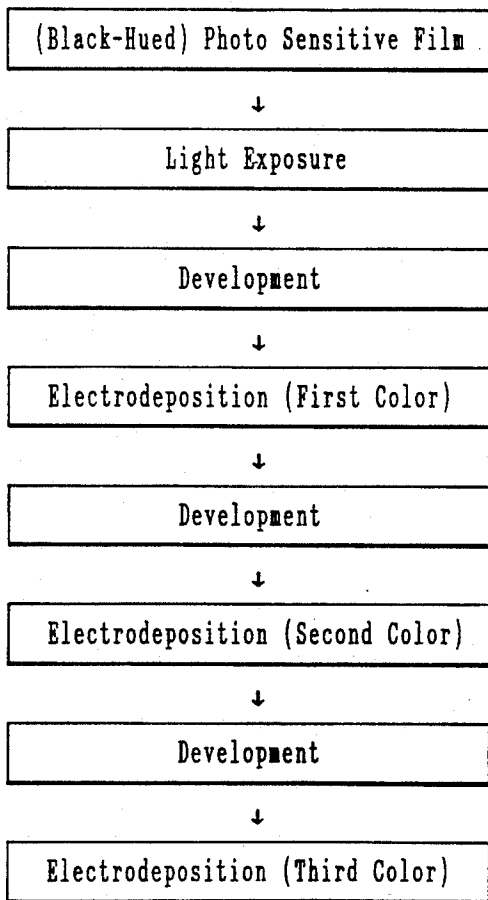 (Black-Hued) Photo Sensitive Film
↓
Light Exposure
↓
Development
↓
Electrodeposition (First Color)
↓
Development
↓
Electrodeposition (Second Color)
↓
Development
↓
Electrodeposition (Third Color)